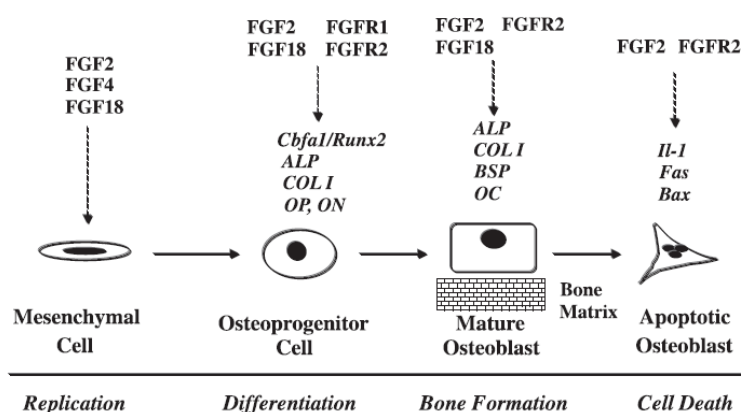 FGF2
FGF4
FGF18
FGF2 FGFR1
FGF18 FGFR2
Cbfa1/Runx2
ALP
COL I
OP, ON
FGF2 FGFR2
FGF18
ALP
COL I
BSP
OC
FGF2 FGFR2
Il-1
Fas
Bax
Mesenchymal
Cell
Osteoprogenitor
Cell
Mature
Osteoblast
Bone
Matrix
Apoptotic
Osteoblast
Replication Differentiation Bone Formation Cell Death